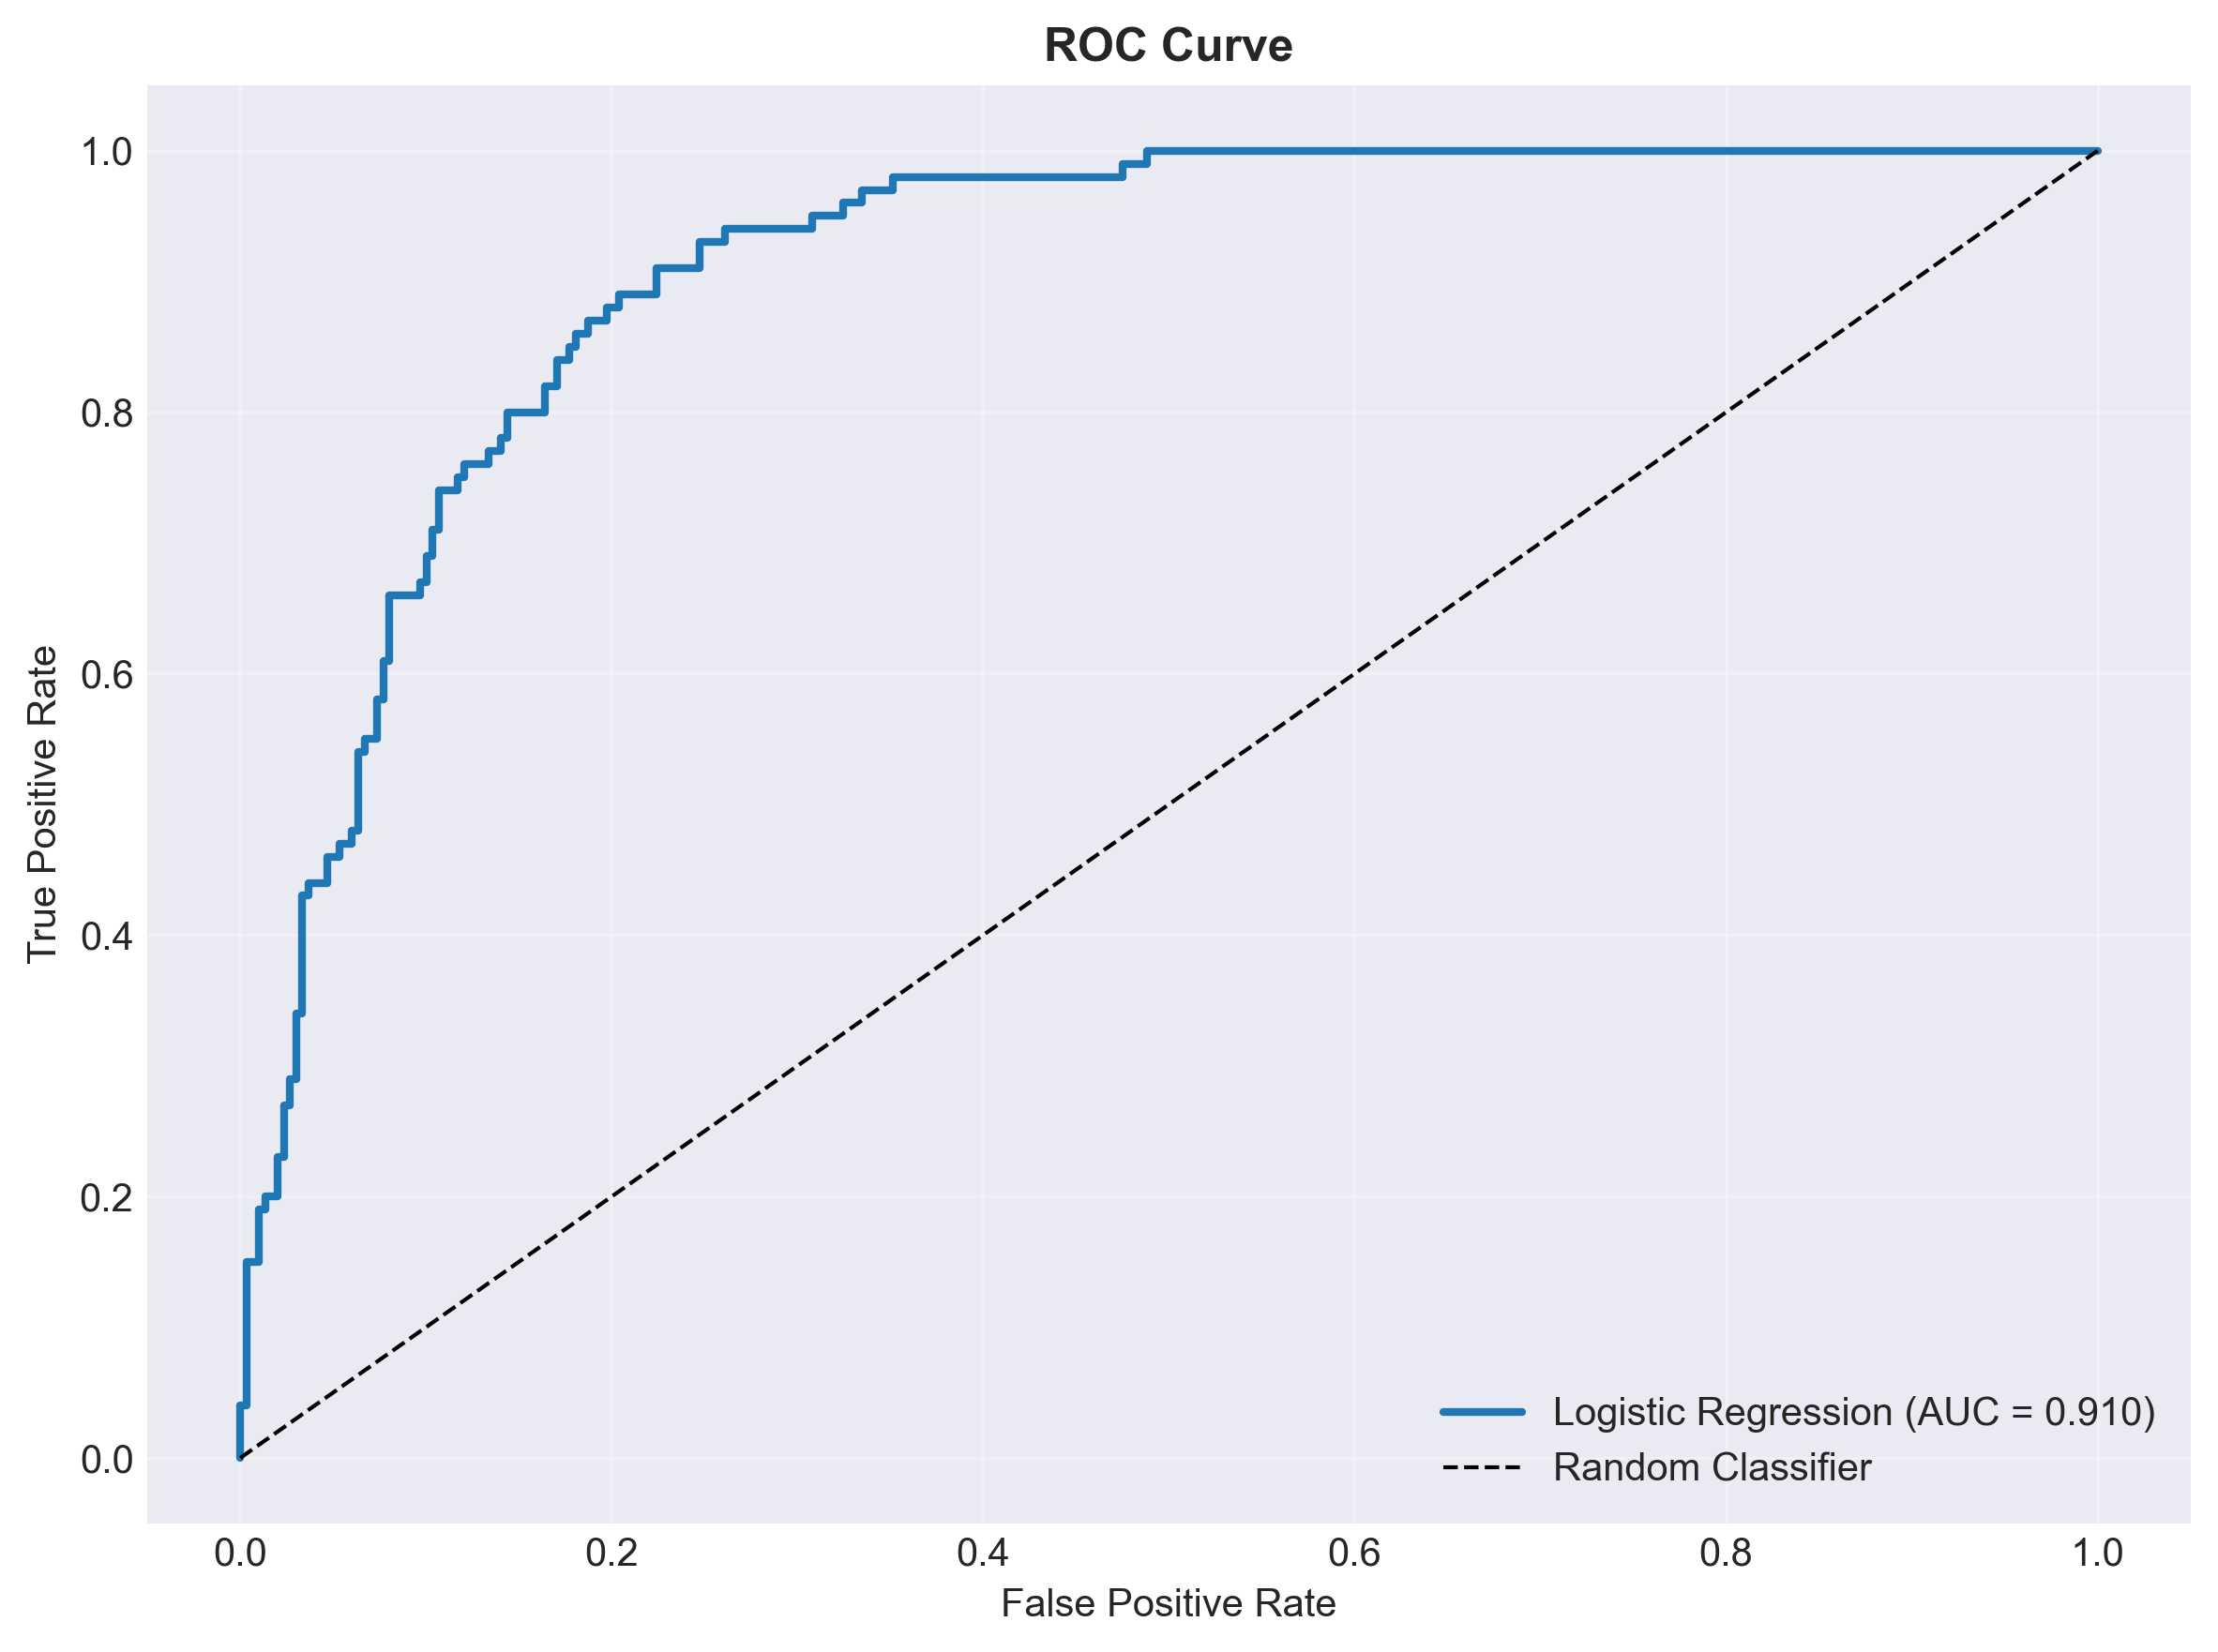 ROC Curve
True Positive Rate
1.0
0.8
0.6
0.4
0.2
0.0
0.0 0.2 0.4 0.6 0.8 1.0
False Positive Rate
Logistic Regression (AUC = 0.910)
Random Classifier